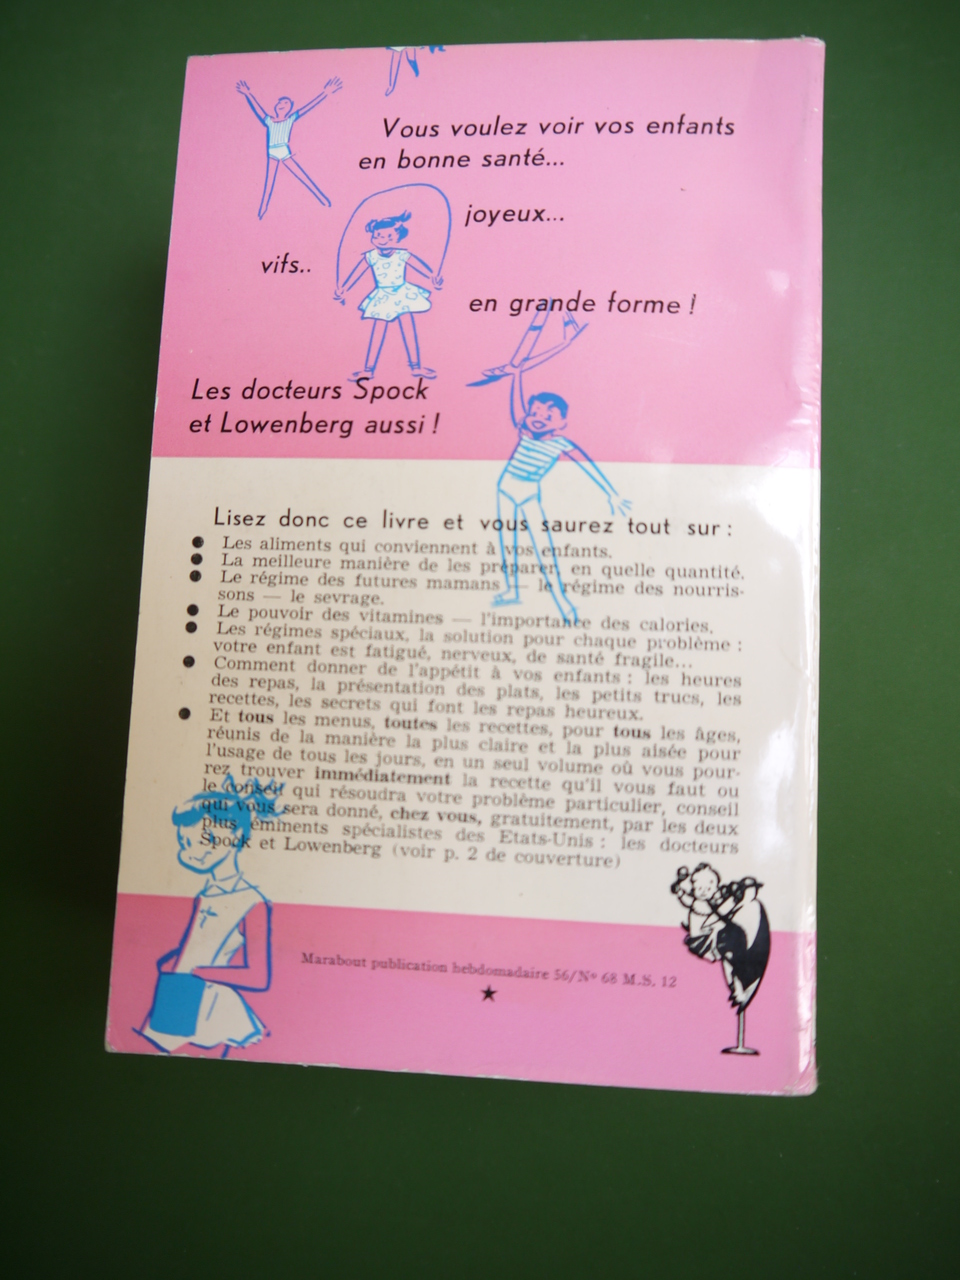 Vous voulez voir vos enfants
en bonne santé...
joyeux...
vifs..
en grande forme !
Les docteurs Spock
et Lowenberg aussi !
Lisez donc ce livre et vous saurez tout sur :
● Les aliments qui conviennent à vos enfants.
● La meilleure manière de les préparer, en quelle quantité.
● Le régime des futures mamans — le régime des nourris-
sons — le sevrage.
● Le pouvoir des vitamines — l'importance des calories.
● Les régimes spéciaux, la solution pour chaque problème :
votre enfant est fatigué, nerveux, de santé fragile...
● Comment donner de l'appétit à vos enfants : les heures
des repas, la présentation des plats, les petits trucs, les
recettes, les secrets qui font les repas heureux.
● Et tous les menus, toutes les recettes, pour tous les âges,
réunis de la manière la plus claire et la plus aisée pour
l'usage de tous les jours, en un seul volume où vous pour-
rez trouver immédiatement la recette qu'il vous faut ou
le conseil qui résoudra votre problème particulier, conseil
qui vous sera donné, chez vous, gratuitement, par les deux
plus éminents spécialistes des Etats-Unis : les docteurs
Spock et Lowenberg (voir p. 2 de couverture)
Marabout publication hebdomadaire 56/N° 68 M.S. 12